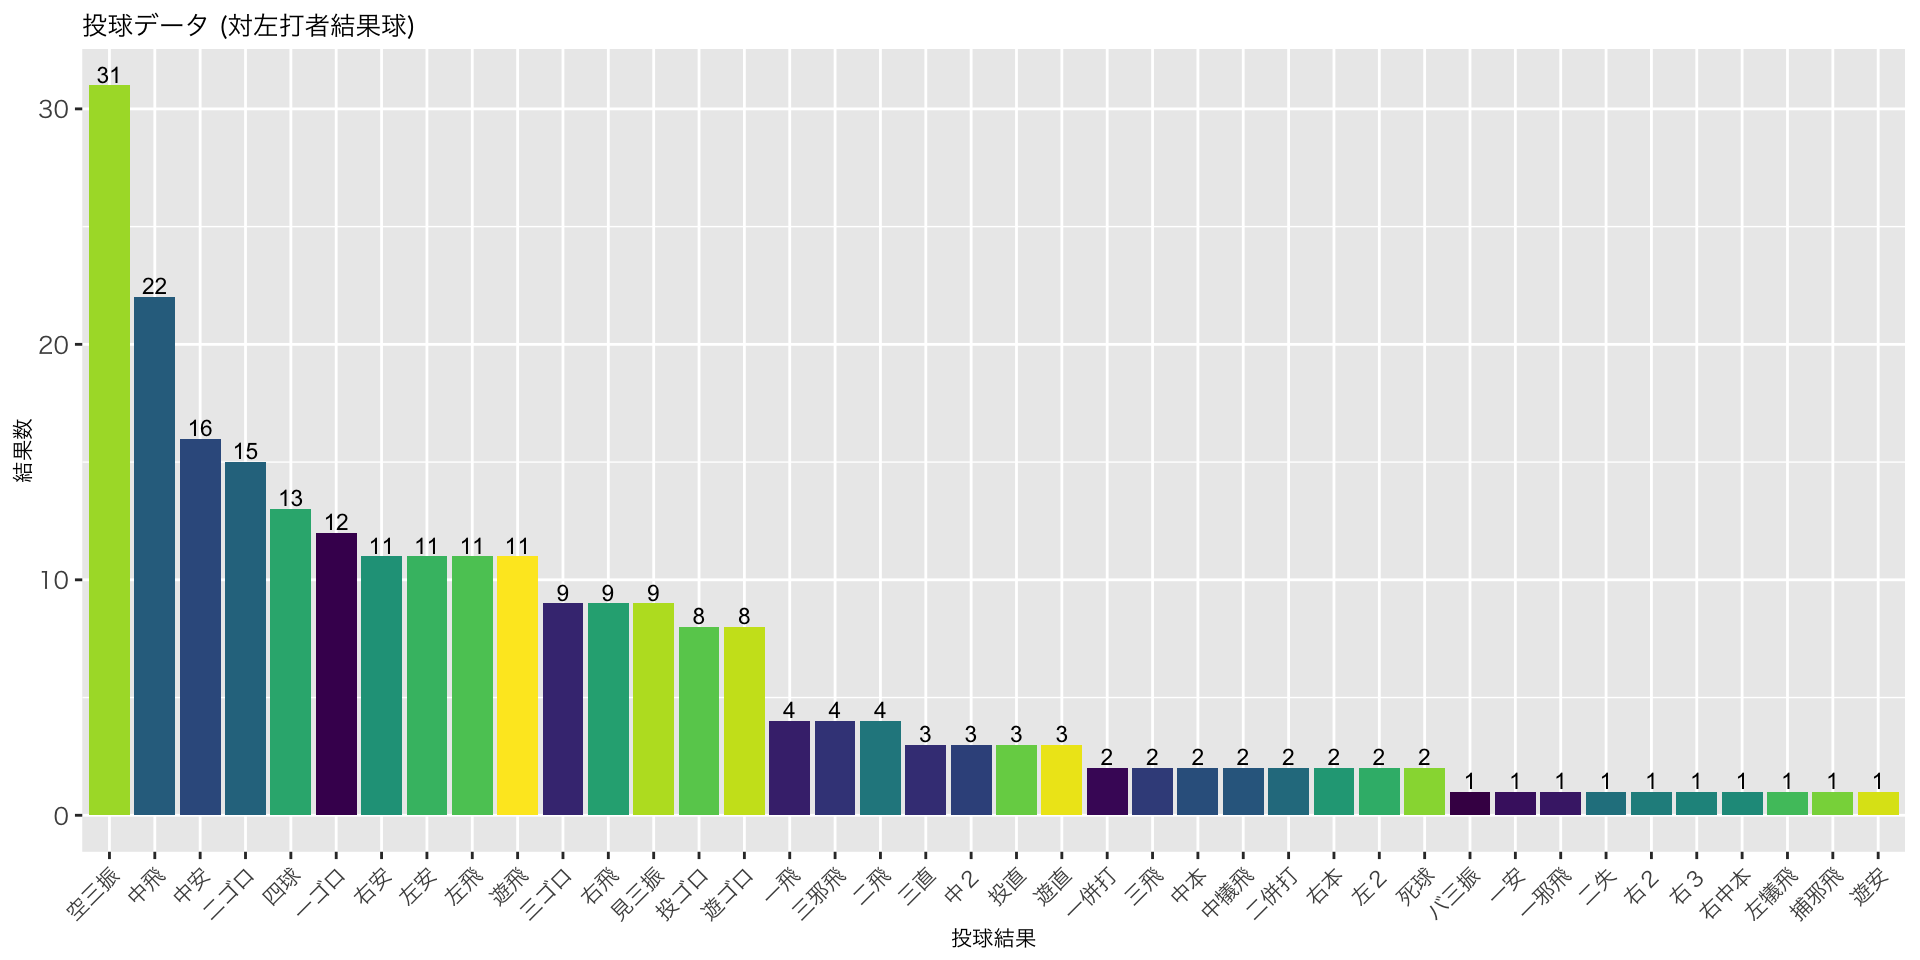 投球データ (対左打者結果球)
結果数
30
20
10
0
31
22
16
15
13
12
11
11
11
11
9
9
9
8
8
4
4
4
3
3
3
3
2
2
2
2
2
2
2
2
1
1
1
1
1
1
1
1
1
1
空三振
中飛
中安
二ゴロ
四球
一ゴロ
右安
左安
左飛
遊飛
三ゴロ
右飛
見三振
投ゴロ
遊ゴロ
一飛
三邪飛
二飛
三直
中２
投直
遊直
一併打
三飛
中本
中犠飛
二併打
右本
左２
死球
バ三振
一安
一邪飛
二失
右２
右３
右中本
左犠飛
捕邪飛
遊安
投球結果